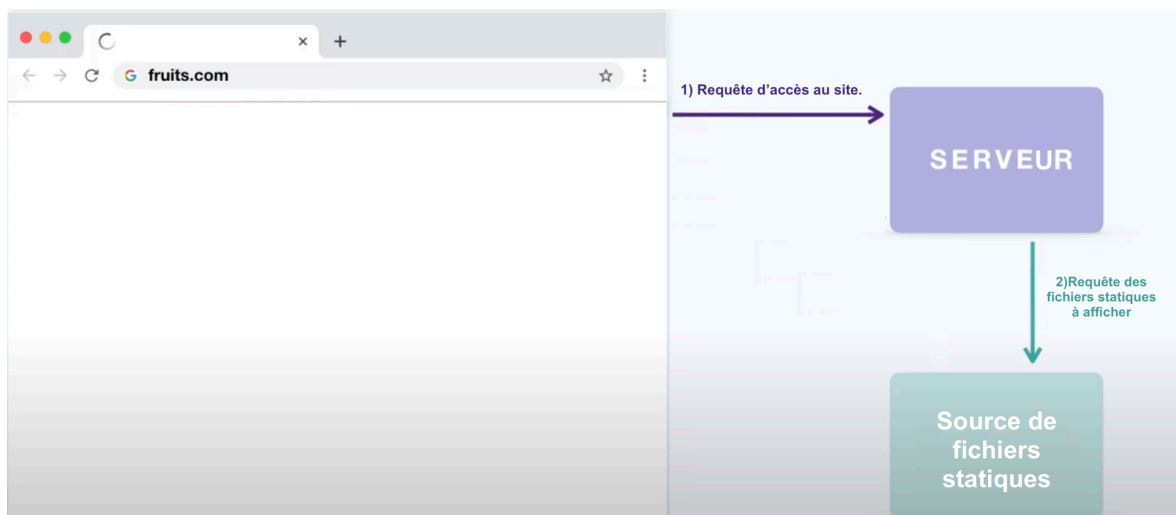 fruits.com
1) Requête d'accès au site.
SERVEUR
2)Requête des
fichiers statiques
à afficher
Source de
fichiers
statiques